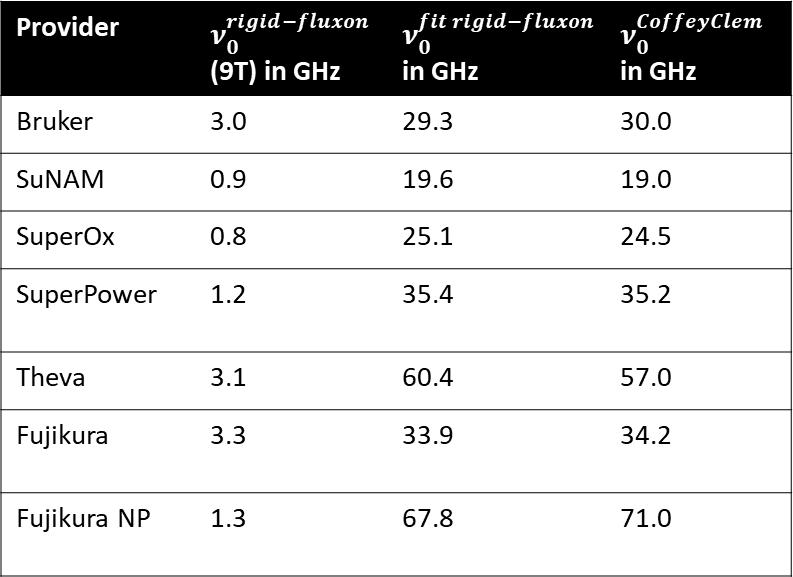 Provider ν₀^rigid−fluxon (9T) in GHz ν₀^fit rigid−fluxon in GHz ν₀^CoffeyClem in GHz
Bruker 3.0 29.3 30.0
SuNAM 0.9 19.6 19.0
SuperOx 0.8 25.1 24.5
SuperPower 1.2 35.4 35.2
Theva 3.1 60.4 57.0
Fujikura 3.3 33.9 34.2
Fujikura NP 1.3 67.8 71.0